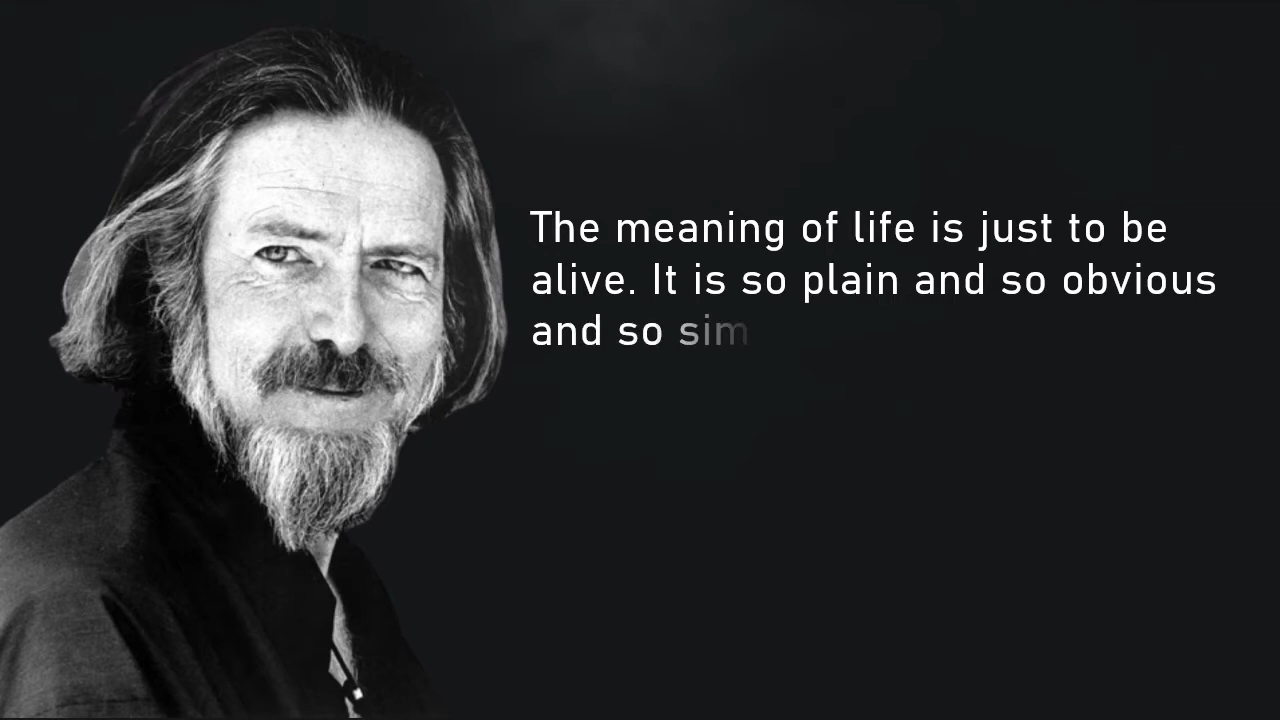 The meaning of life is just to be
alive. It is so plain and so obvious
and so sim